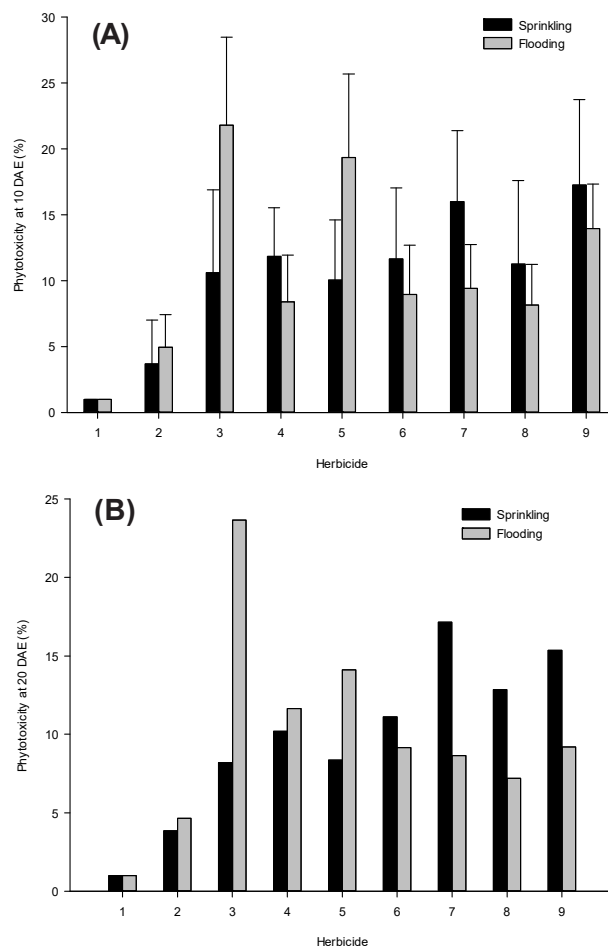 30
25
20
15
10
5
0
Phytotoxicity at 10 DAE (%)
(A)
Sprinkling
Flooding
1 2 3 4 5 6 7 8 9
Herbicide
25
20
15
10
5
0
Phytotoxicity at 20 DAE (%)
(B)
Sprinkling
Flooding
1 2 3 4 5 6 7 8 9
Herbicide